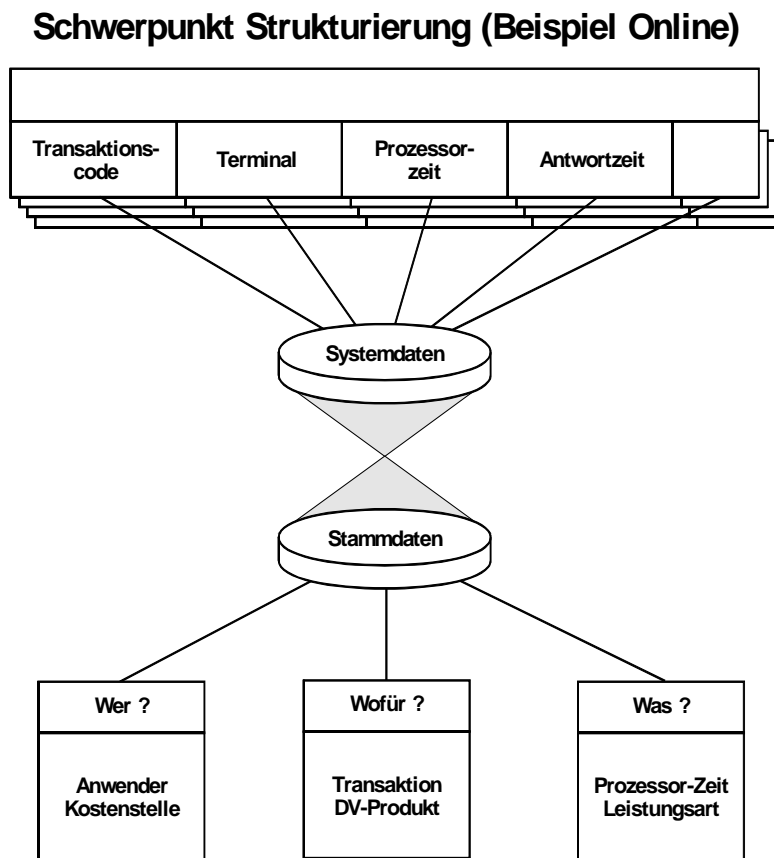 Schwerpunkt Strukturierung (Beispiel Online)
Transaktions-
code
Terminal
Prozessor-
zeit
Antwortzeit
Systemdaten
Stammdaten
Wer ?
Anwender
Kostenstelle
Wofür ?
Transaktion
DV-Produkt
Was ?
Prozessor-Zeit
Leistungsart